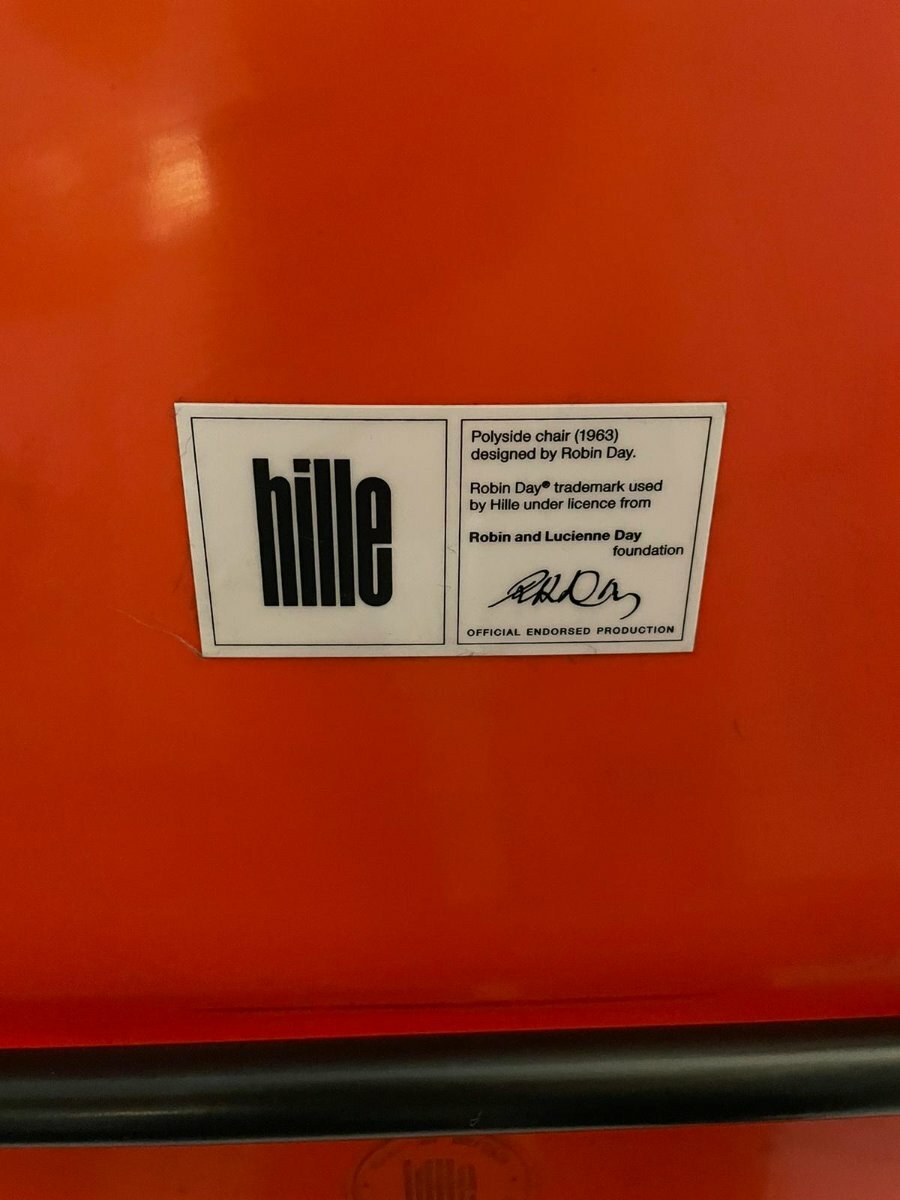 hille
Polyside chair (1963)
designed by Robin Day.
Robin Day® trademark used
by Hille under licence from
Robin and Lucienne Day
foundation
OFFICIAL ENDORSED PRODUCTION